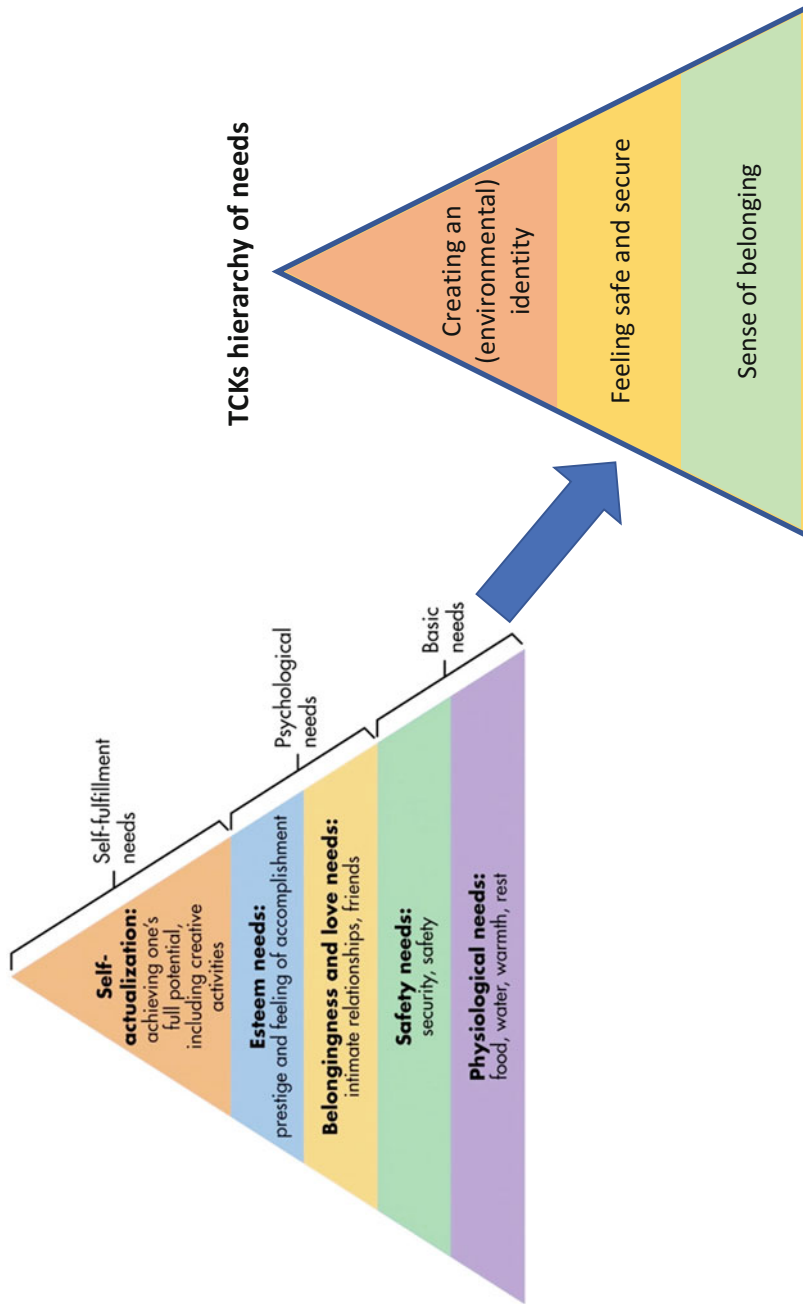 Self-
actualization:
achieving one's
full potential,
including creative
activities
Esteem needs:
prestige and feeling of accomplishment
Belongingness and love needs:
intimate relationships, friends
Safety needs:
security, safety
Physiological needs:
food, water, warmth, rest
Self-fulfillment
needs
Psychological
needs
Basic
needs
TCKs hierarchy of needs
Creating an
(environmental)
identity
Feeling safe and secure
Sense of belonging